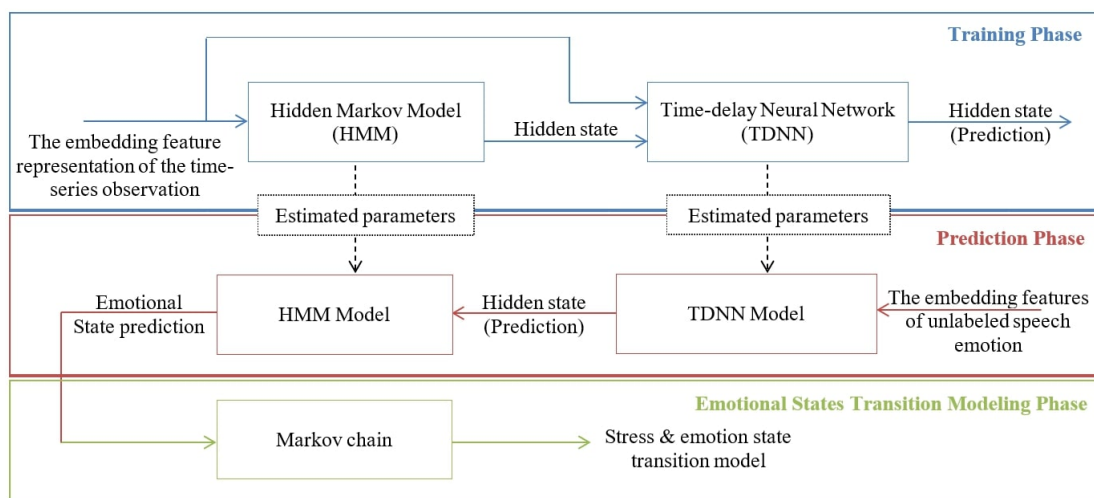 Training Phase
Hidden Markov Model
(HMM)
Time-delay Neural Network
(TDNN)
Hidden state
Hidden state
(Prediction)
The embedding feature
representation of the time-
series observation
Estimated parameters
Estimated parameters
Prediction Phase
Emotional
State prediction
HMM Model
Hidden state
(Prediction)
TDNN Model
The embedding features
of unlabeled speech
emotion
Emotional States Transition Modeling Phase
Markov chain
Stress & emotion state
transition model